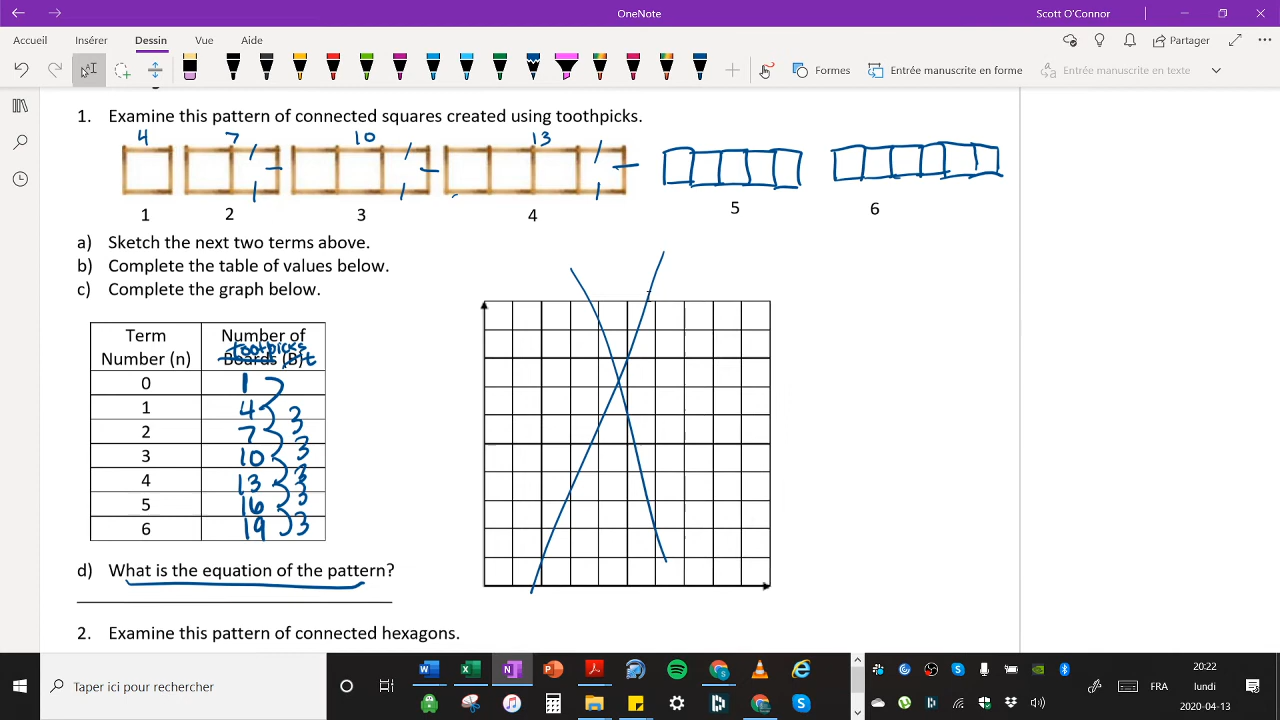 OneNote
Scott O'Connor
Accueil Insérer Dessin Vue Aide
Partager
Formes
Entrée manuscrite en forme
Entrée manuscrite en texte
1. Examine this pattern of connected squares created using toothpicks.
4 7 10 13
1 2 3 4 5 6
a) Sketch the next two terms above.
b) Complete the table of values below.
c) Complete the graph below.
Term Number of
toothpicks
Number (n) Boards (B) t
0 1
1 4 3
2 7 3
3 10 3
4 13 3
5 16
6 19 3
d) What is the equation of the pattern?
2. Examine this pattern of connected hexagons.
Taper ici pour rechercher
FRA
20:22
lundi
2020-04-13